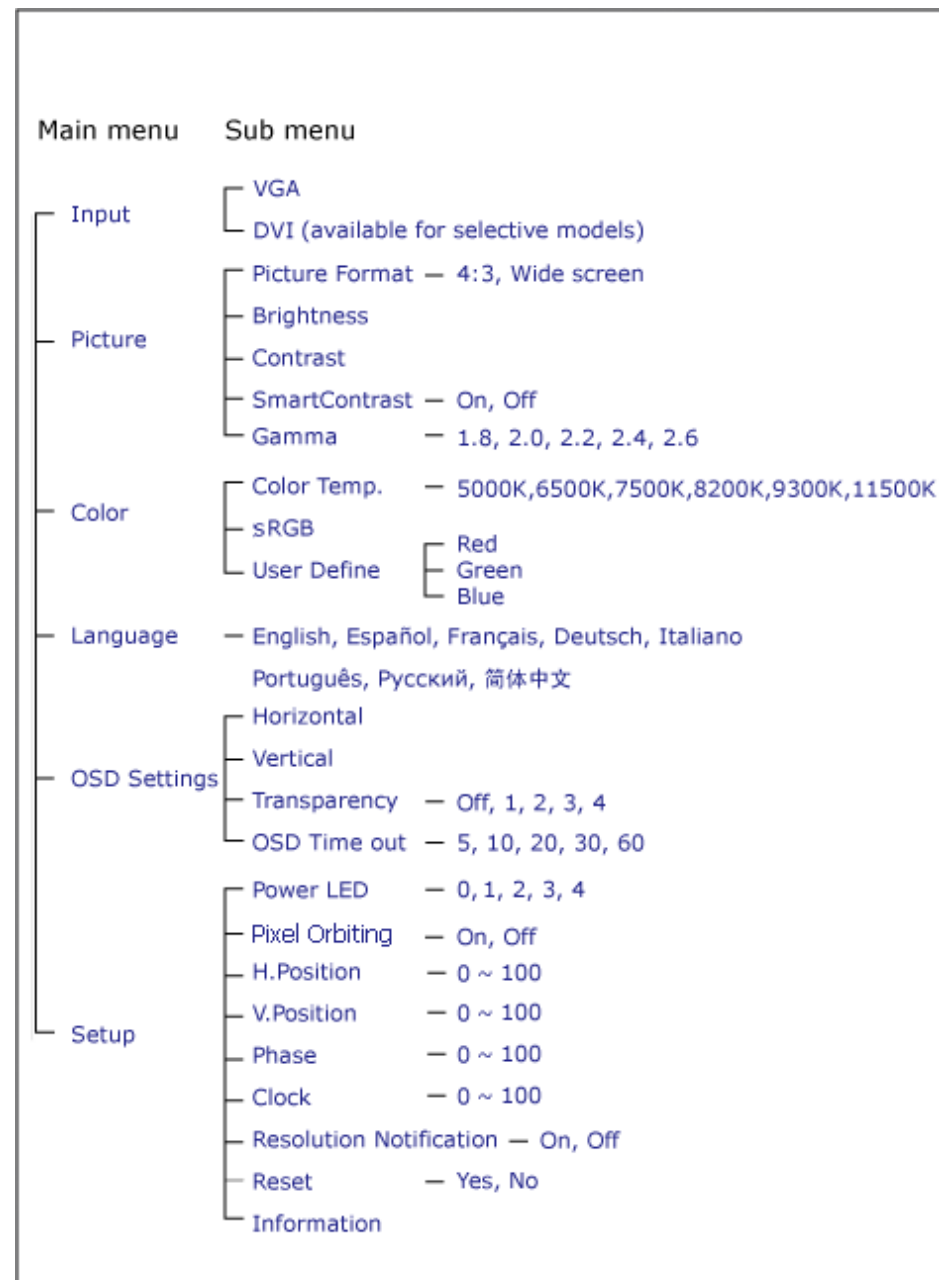 Main menu Sub menu
VGA
Input
DVI (available for selective models)
Picture Format — 4:3, Wide screen
Brightness
Picture
Contrast
SmartContrast — On, Off
Gamma — 1.8, 2.0, 2.2, 2.4, 2.6
Color Temp. — 5000K,6500K,7500K,8200K,9300K,11500K
Color
sRGB
Red
User Define
Green
Blue
Language — English, Español, Français, Deutsch, Italiano
Português, Русский, 简体中文
Horizontal
Vertical
OSD Settings
Transparency — Off, 1, 2, 3, 4
OSD Time out — 5, 10, 20, 30, 60
Power LED — 0, 1, 2, 3, 4
Pixel Orbiting — On, Off
H.Position — 0 ~ 100
V.Position — 0 ~ 100
Setup
Phase — 0 ~ 100
Clock — 0 ~ 100
Resolution Notification — On, Off
Reset — Yes, No
Information